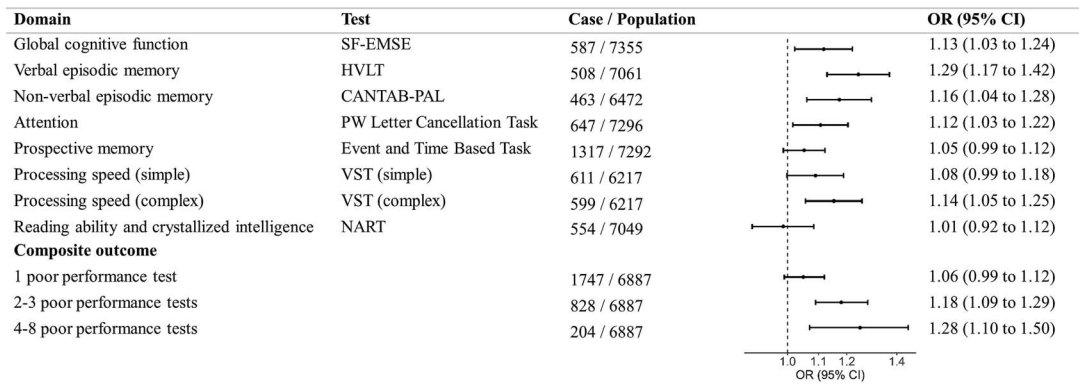 Domain Test Case / Population OR (95% CI)
Global cognitive function SF-EMSE 587 / 7355 1.13 (1.03 to 1.24)
Verbal episodic memory HVLT 508 / 7061 1.29 (1.17 to 1.42)
Non-verbal episodic memory CANTAB-PAL 463 / 6472 1.16 (1.04 to 1.28)
Attention PW Letter Cancellation Task 647 / 7296 1.12 (1.03 to 1.22)
Prospective memory Event and Time Based Task 1317 / 7292 1.05 (0.99 to 1.12)
Processing speed (simple) VST (simple) 611 / 6217 1.08 (0.99 to 1.18)
Processing speed (complex) VST (complex) 599 / 6217 1.14 (1.05 to 1.25)
Reading ability and crystallized intelligence NART 554 / 7049 1.01 (0.92 to 1.12)
Composite outcome
1 poor performance test 1747 / 6887 1.06 (0.99 to 1.12)
2-3 poor performance tests 828 / 6887 1.18 (1.09 to 1.29)
4-8 poor performance tests 204 / 6887 1.28 (1.10 to 1.50)
1.0 1.1 1.2 1.4
OR (95% CI)